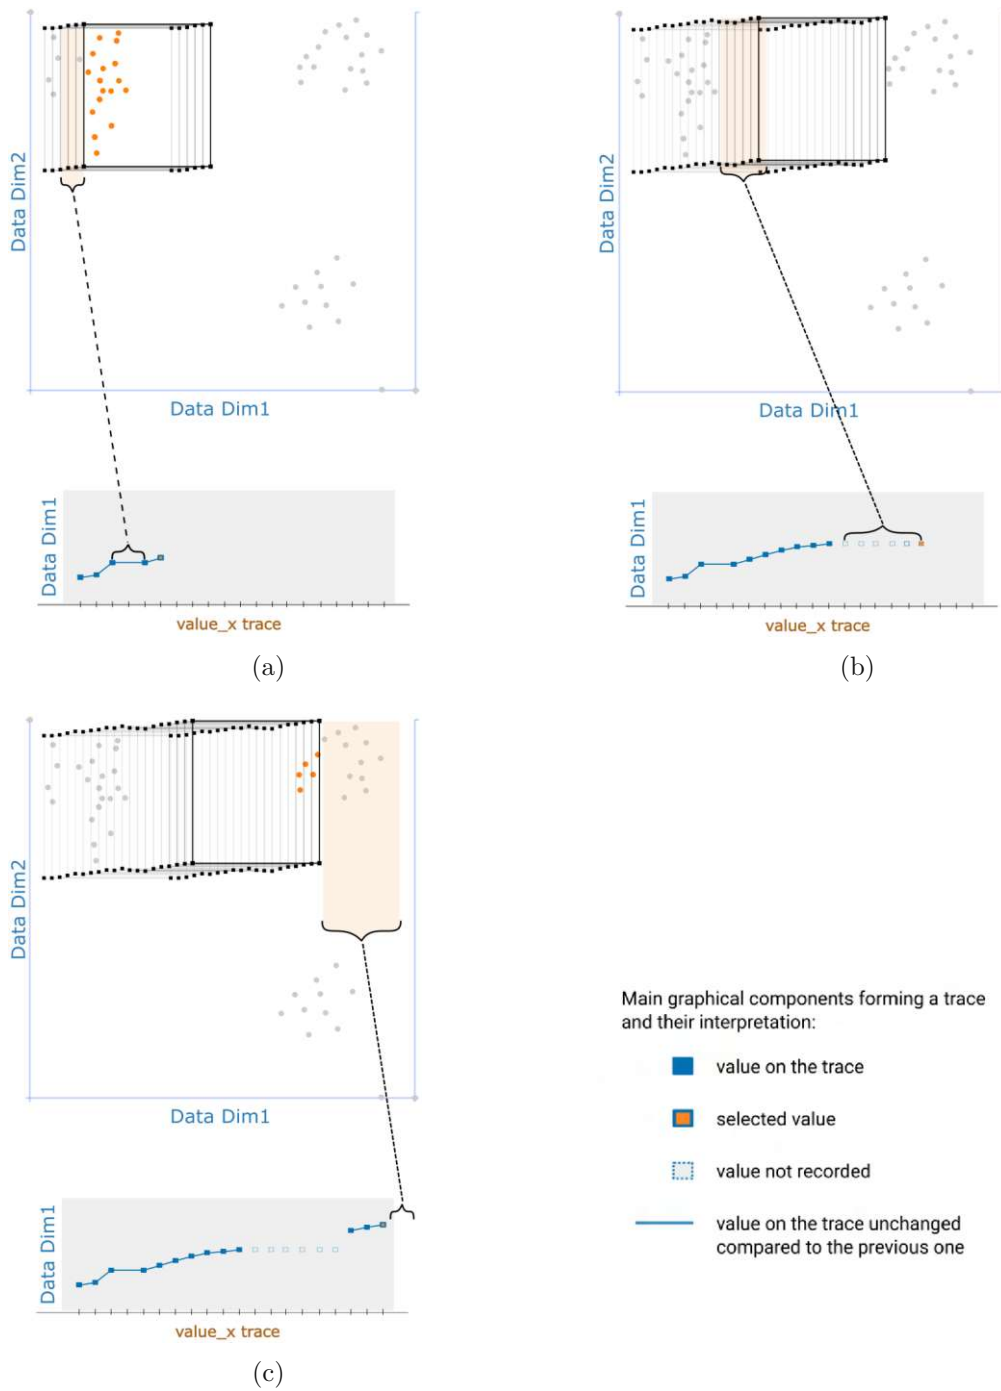 Data Dim2
Data Dim1
Data Dim1
value_x trace
(a)
Data Dim2
Data Dim1
Data Dim1
value_x trace
(b)
Data Dim2
Data Dim1
Data Dim1
value_x trace
(c)
Main graphical components forming a trace
and their interpretation:
value on the trace
selected value
value not recorded
value on the trace unchanged
compared to the previous one